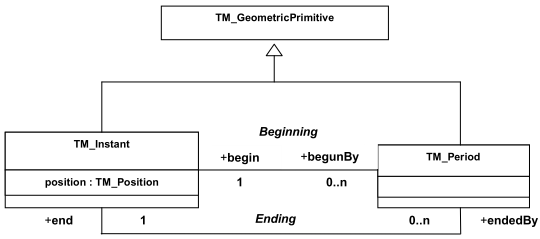 TM_GeometricPrimitive
Beginning
TM_Instant
+begin
+begunBy
TM_Period
position : TM_Position
1
0..n
+end
1
Ending
0..n
+endedBy